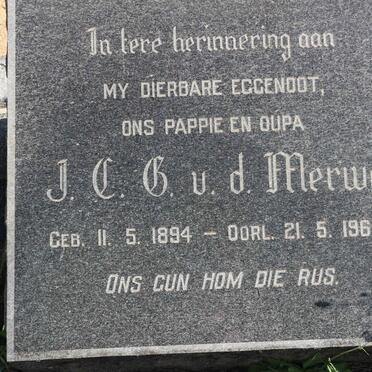 In tere herinnering aan
MY DIERBARE EGGENOOT,
ONS PAPPIE EN OUPA
J. C. G. v. d. Merw
GEB. 11. 5. 1894 – OORL. 21. 5. 196
ONS GUN HOM DIE RUS.